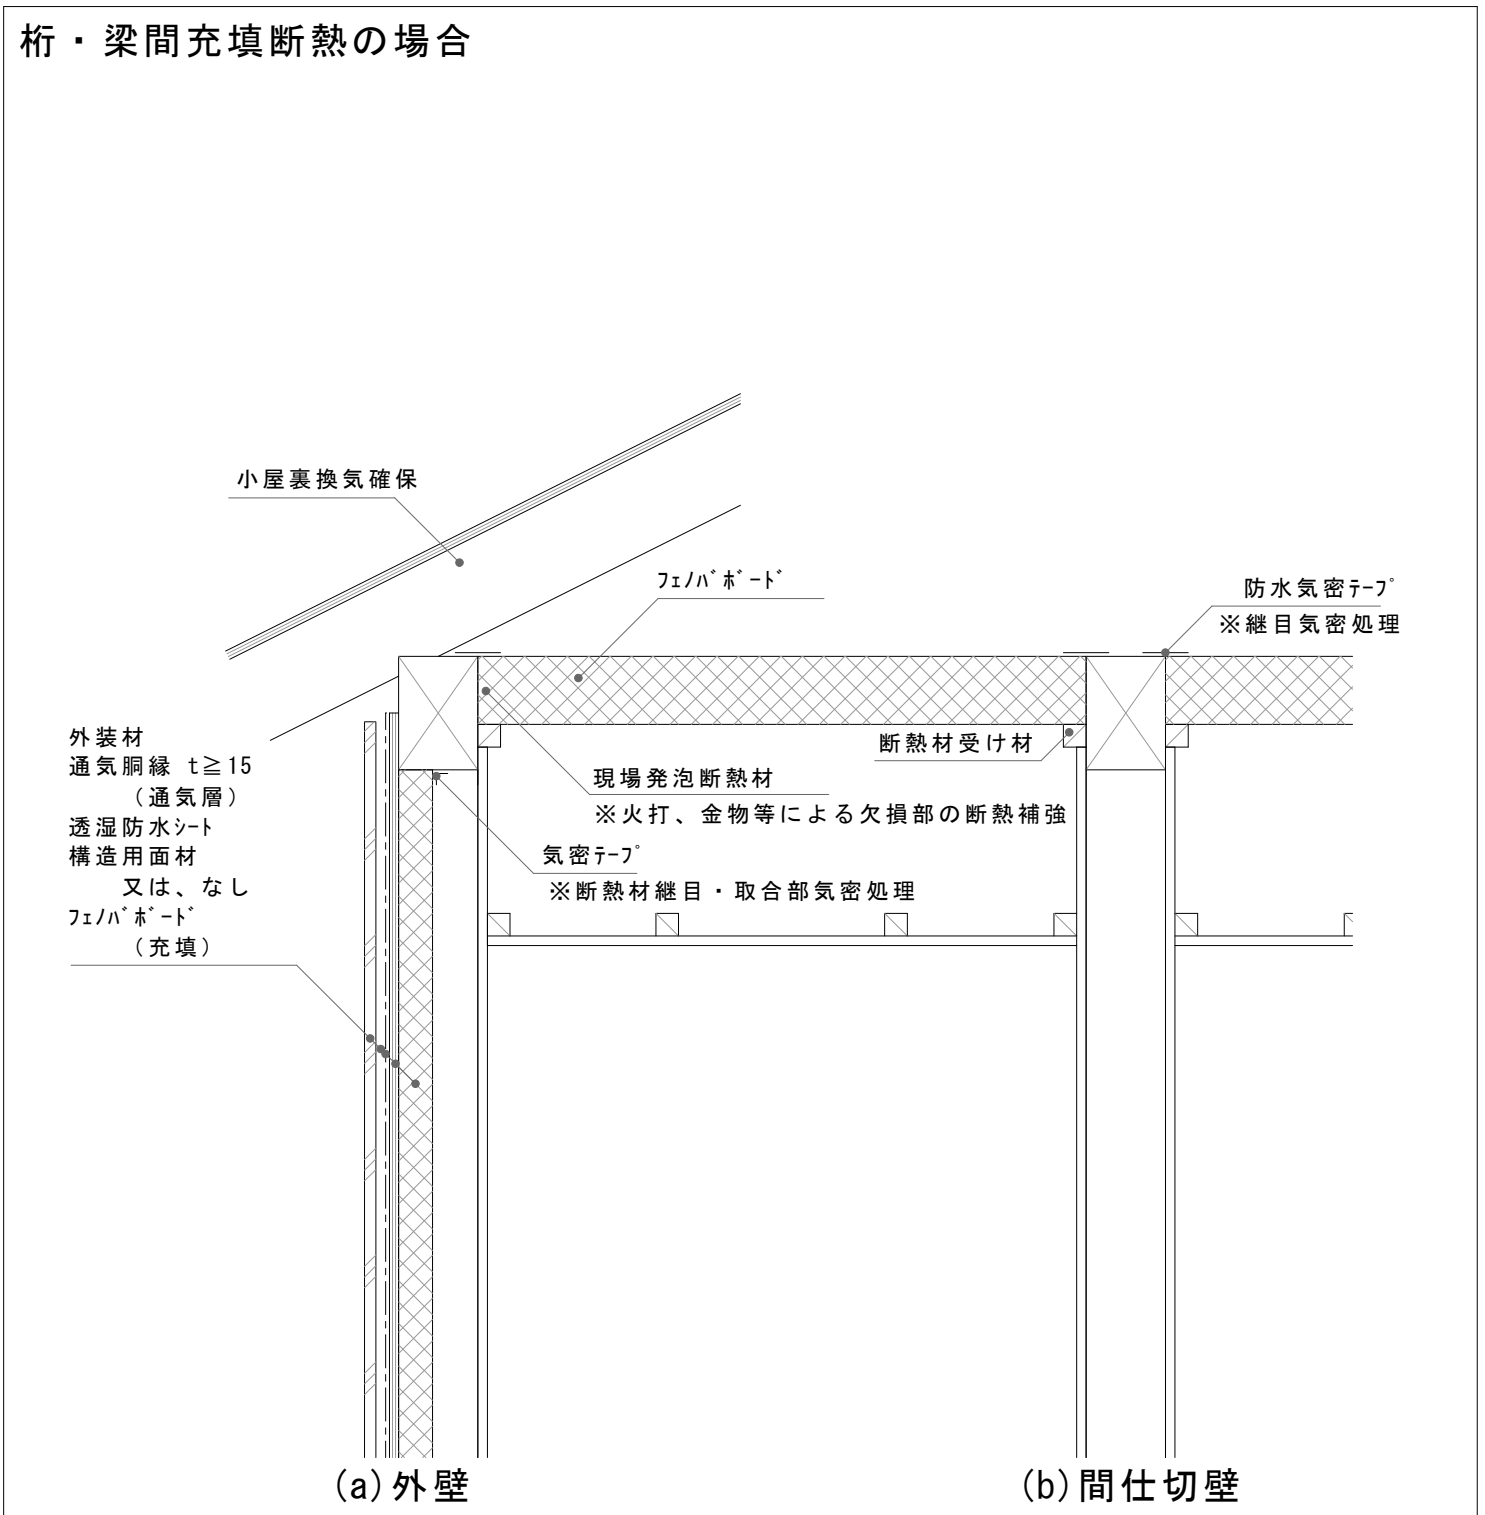 桁・梁間充填断熱の場合
小屋裏換気確保
ﾌｪﾉﾊﾞﾎﾞｰﾄﾞ
防水気密ﾃｰﾌﾟ
※継目気密処理
外装材
通気胴縁 t≧15
（通気層）
透湿防水ｼｰﾄ
構造用面材
又は、なし
ﾌｪﾉﾊﾞﾎﾞｰﾄﾞ
（充填）
断熱材受け材
現場発泡断熱材
※火打、金物等による欠損部の断熱補強
気密ﾃｰﾌﾟ
※断熱材継目・取合部気密処理
(a)外壁
(b)間仕切壁